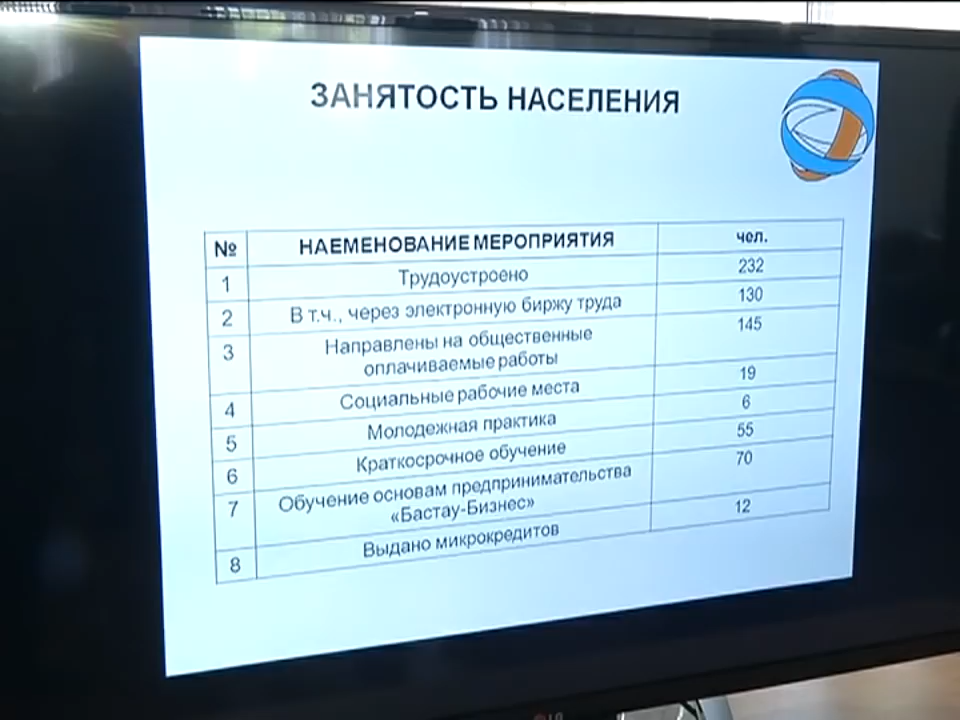 ЗАНЯТОСТЬ НАСЕЛЕНИЯ
№ НАЕМЕНОВАНИЕ МЕРОПРИЯТИЯ чел.
1 Трудоустроено 232
2 В т.ч., через электронную биржу труда 130
3 Направлены на общественные 145
оплачиваемые работы
4 Социальные рабочие места 19
5 Молодежная практика 6
6 Краткосрочное обучение 55
7 Обучение основам предпринимательства 70
«Бастау-Бизнес»
8 Выдано микрокредитов 12